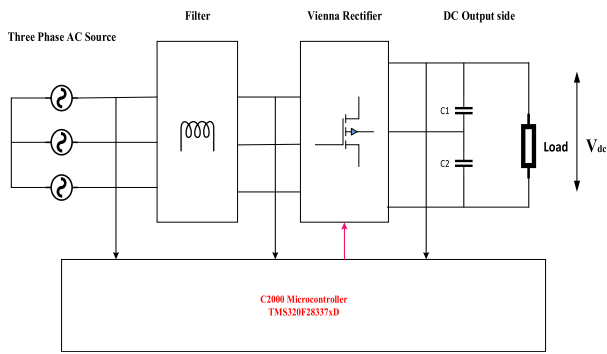 Filter
Vienna Rectifier
DC Output side
Three Phase AC Source
C1
C2
Load
Vdc
C2000 Microcontroller
TMS320F28337xD